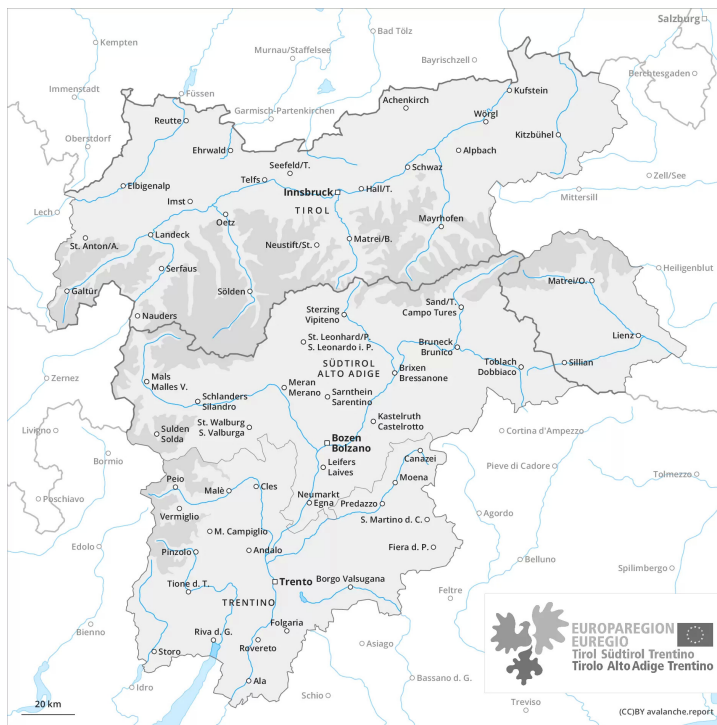 Salzburg
Kempten
Bad Tölz
Murnau/Staffelsee
Bayrischzell
Berchtesgaden
Immenstadt
Füssen
Kufstein
Achenkirch
Garmisch-Partenkirchen
Reutte
Wörgl
Oberstdorf
Kitzbühel
Ehrwald
Alpbach
Seefeld/T.
Schwaz
Zell/See
Telfs
Elbigenalp
Innsbruck
Hall/T.
Mittersill
Imst
Lech
TIROL
Oetz
Mayrhofen
Landeck
Matrei/B.
St. Anton/A.
Neustift/St.
Serfaus
Heiligenblut
Matrei/O.
Galtür
Sölden
Sand/T.
Campo Tures
Nauders
Sterzing
Vipiteno
Lienz
St. Leonhard/P.
S. Leonardo i. P.
Bruneck
Brunico
Toblach
Dobbiaco
Sillian
SÜDTIROL
ALTO ADIGE
Brixen
Bressanone
Zernez
Mals
Malles V.
Meran
Merano
Sarnthein
Sarentino
Schlanders
Silandro
St. Walburg
S. Valburga
Kastelruth
Castelrotto
Livigno
Sulden
Solda
Cortina d'Ampezzo
Bozen
Bolzano
Bormio
Canazei
Leifers
Laives
Pieve di Cadore
Tolmezzo
Peio
Moena
Malè
Cles
Neumarkt
Egna
Predazzo
Poschiavo
Vermiglio
Agordo
S. Martino d. C.
M. Campiglio
Edolo
Pinzolo
Andalo
Fiera d. P.
Belluno
Spilimbergo
Trento
Tione d. T.
Borgo Valsugana
Feltre
TRENTINO
Folgaria
Bienno
Riva d. G.
Rovereto
Asiago
Storo
Bassano d. G.
Ala
Idro
Schio
Treviso
EUROPAREGION
EUREGIO
Tirol Südtirol Trentino
Tirolo Alto Adige Trentino
20 km
(CC)BY avalanche.report